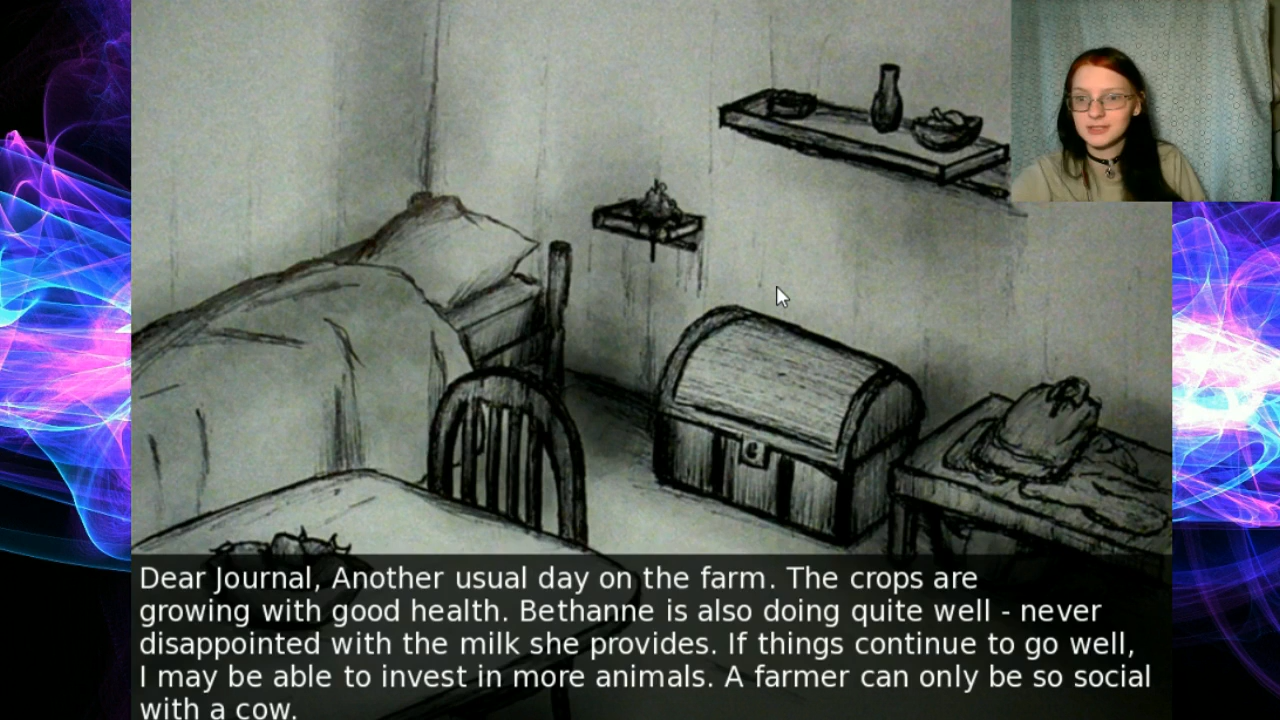 Dear Journal, Another usual day on the farm. The crops are
growing with good health. Bethanne is also doing quite well - never
disappointed with the milk she provides. If things continue to go well,
I may be able to invest in more animals. A farmer can only be so social
with a cow.